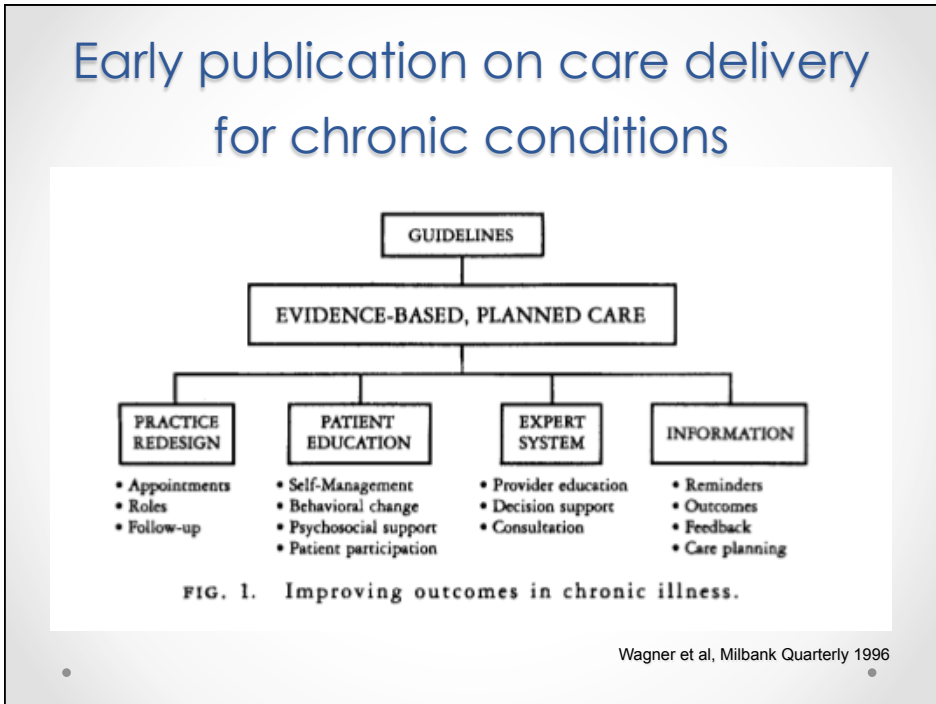 Early publication on care delivery
for chronic conditions
GUIDELINES
EVIDENCE-BASED, PLANNED CARE
PRACTICE
REDESIGN
• Appointments
• Roles
• Follow-up
PATIENT
EDUCATION
• Self-Management
• Behavioral change
• Psychosocial support
• Patient participation
EXPERT
SYSTEM
• Provider education
• Decision support
• Consultation
INFORMATION
• Reminders
• Outcomes
• Feedback
• Care planning
FIG. 1. Improving outcomes in chronic illness.
Wagner et al, Milbank Quarterly 1996